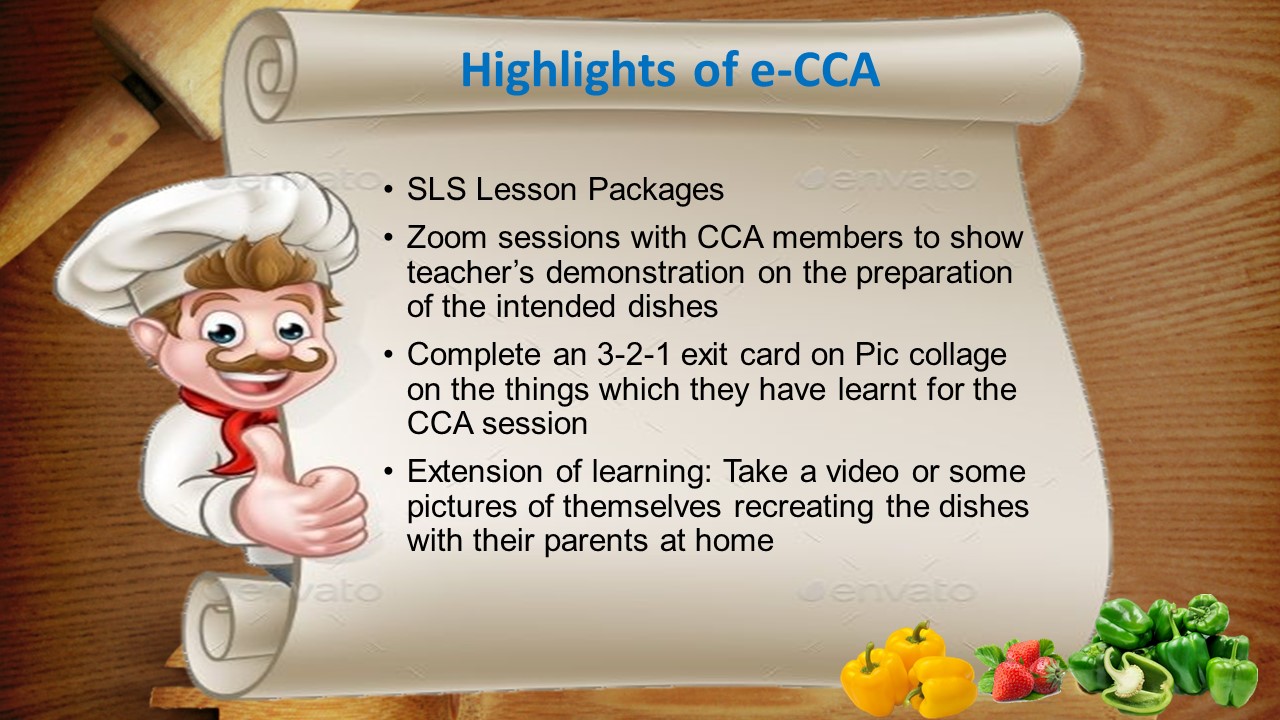 Highlights of e-CCA
envato
envato
• SLS Lesson Packages
• Zoom sessions with CCA members to show
teacher’s demonstration on the preparation
of the intended dishes
• Complete an 3-2-1 exit card on Pic collage
on the things which they have learnt for the
CCA session
• Extension of learning: Take a video or some
pictures of themselves recreating the dishes
with their parents at home
envato
envato